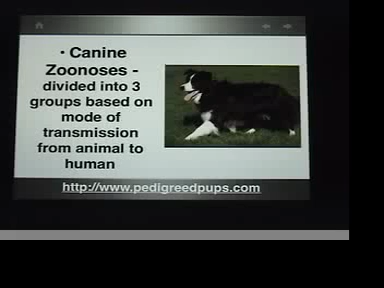 • Canine
Zoonoses -
divided into 3
groups based on
mode of
transmission
from animal to
human
http://www.pedigreedpups.com